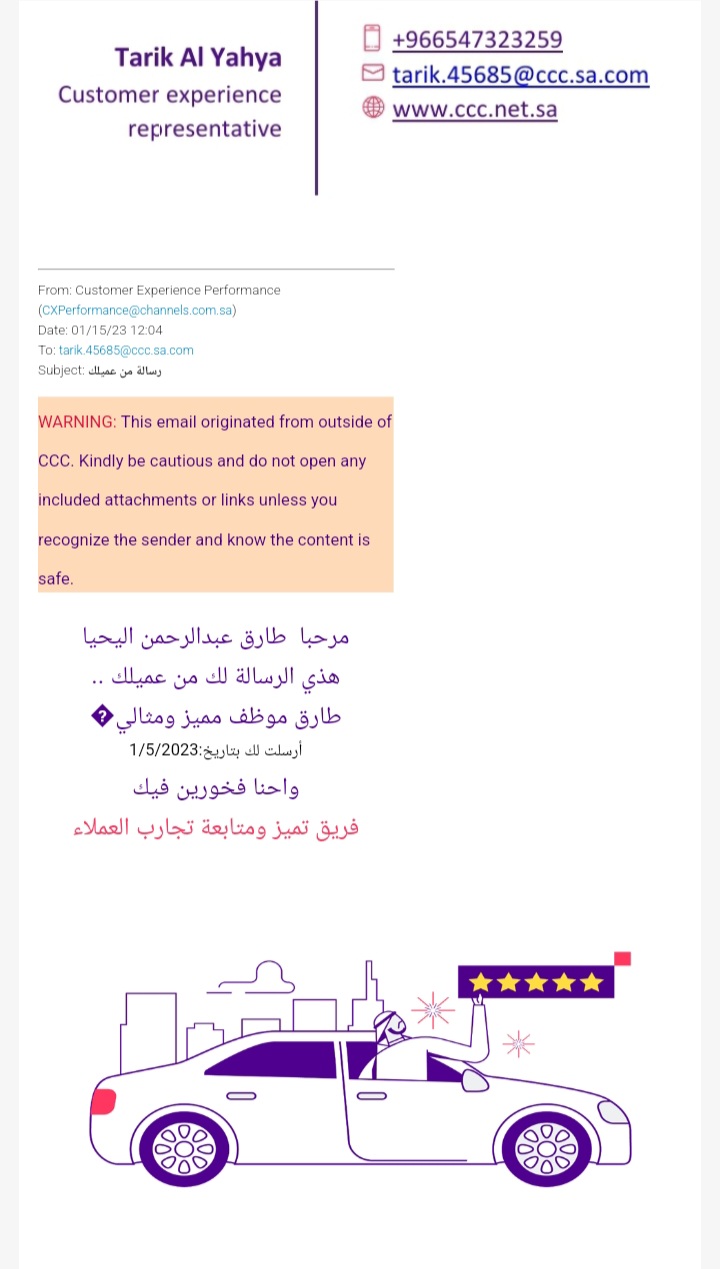 Tarik Al Yahya
Customer experience
representative
+966547323259
tarik.45685@ccc.sa.com
www.ccc.net.sa
From: Customer Experience Performance
(CXPerformance@channels.com.sa)
Date: 01/15/23 12:04
To: tarik.45685@ccc.sa.com
Subject: رسالة من عميلك
WARNING: This email originated from outside of
CCC. Kindly be cautious and do not open any
included attachments or links unless you
recognize the sender and know the content is
safe.
مرحبا طارق عبدالرحمن اليحيا
هذي الرسالة لك من عميلك ..
طارق موظف مميز ومثالي�
أرسلت لك بتاريخ:1/5/2023
واحنا فخورين فيك
فريق تميز ومتابعة تجارب العملاء